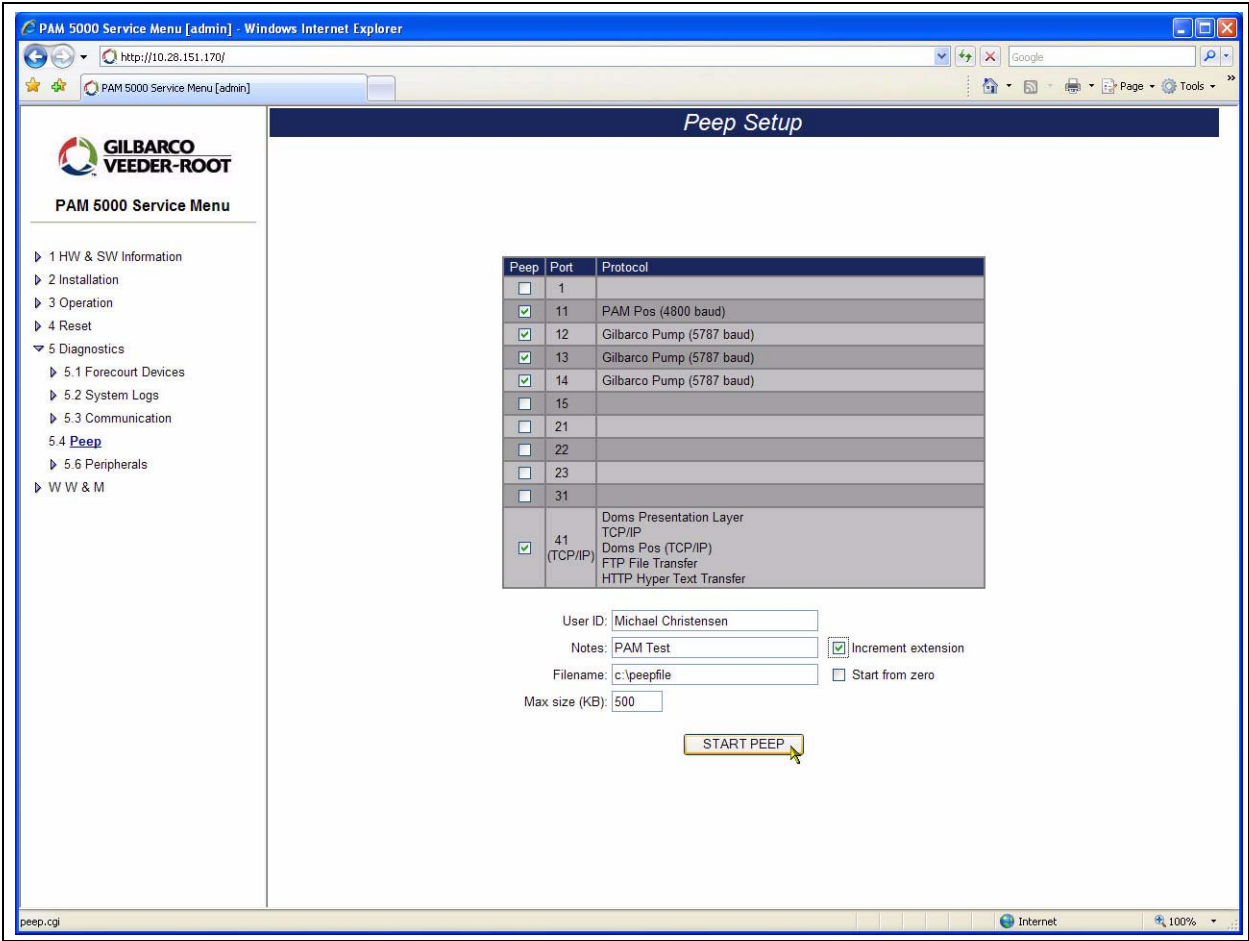 PAM 5000 Service Menu [admin] - Windows Internet Explorer
http://10.28.151.170/
Google
PAM 5000 Service Menu [admin]
Page
Tools
»
GILBARCO
VEEDER-ROOT
PAM 5000 Service Menu
1 HW & SW Information
2 Installation
3 Operation
4 Reset
5 Diagnostics
5.1 Forecourt Devices
5.2 System Logs
5.3 Communication
5.4 Peep
5.6 Peripherals
W W & M
Peep Setup
Peep Port Protocol
1
11 PAM Pos (4800 baud)
12 Gilbarco Pump (5787 baud)
13 Gilbarco Pump (5787 baud)
14 Gilbarco Pump (5787 baud)
15
21
22
23
31
41 (TCP/IP)
Doms Presentation Layer
TCP/IP
Doms Pos (TCP/IP)
FTP File Transfer
HTTP Hyper Text Transfer
User ID: Michael Christensen
Notes: PAM Test Increment extension
Filename: c:\peepfile Start from zero
Max size (KB): 500
START PEEP
peep.cgi
Internet
100%